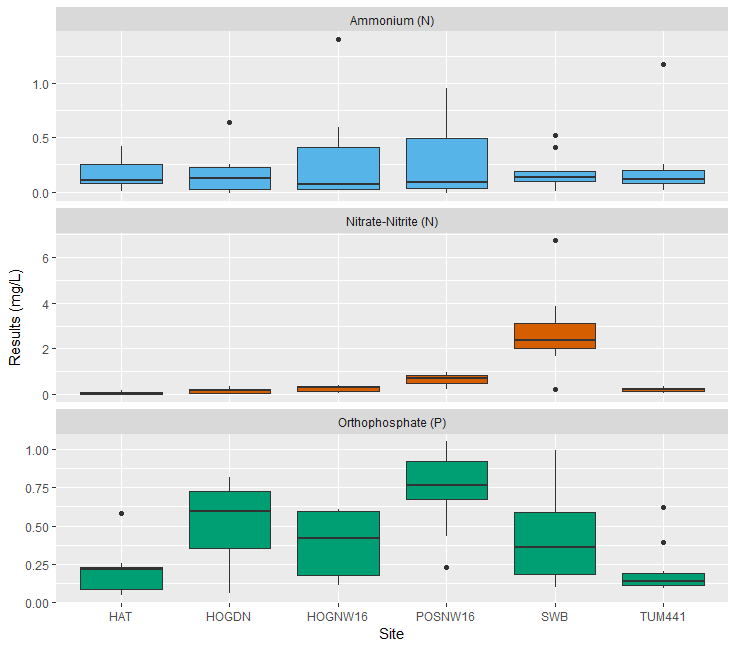 Ammonium (N)
1.0
0.5
0.0
Nitrate-Nitrite (N)
6
4
2
0
Results (mg/L)
Orthophosphate (P)
1.00
0.75
0.50
0.25
0.00
HAT HOGDN HOGNW16 POSNW16 SWB TUM441
Site